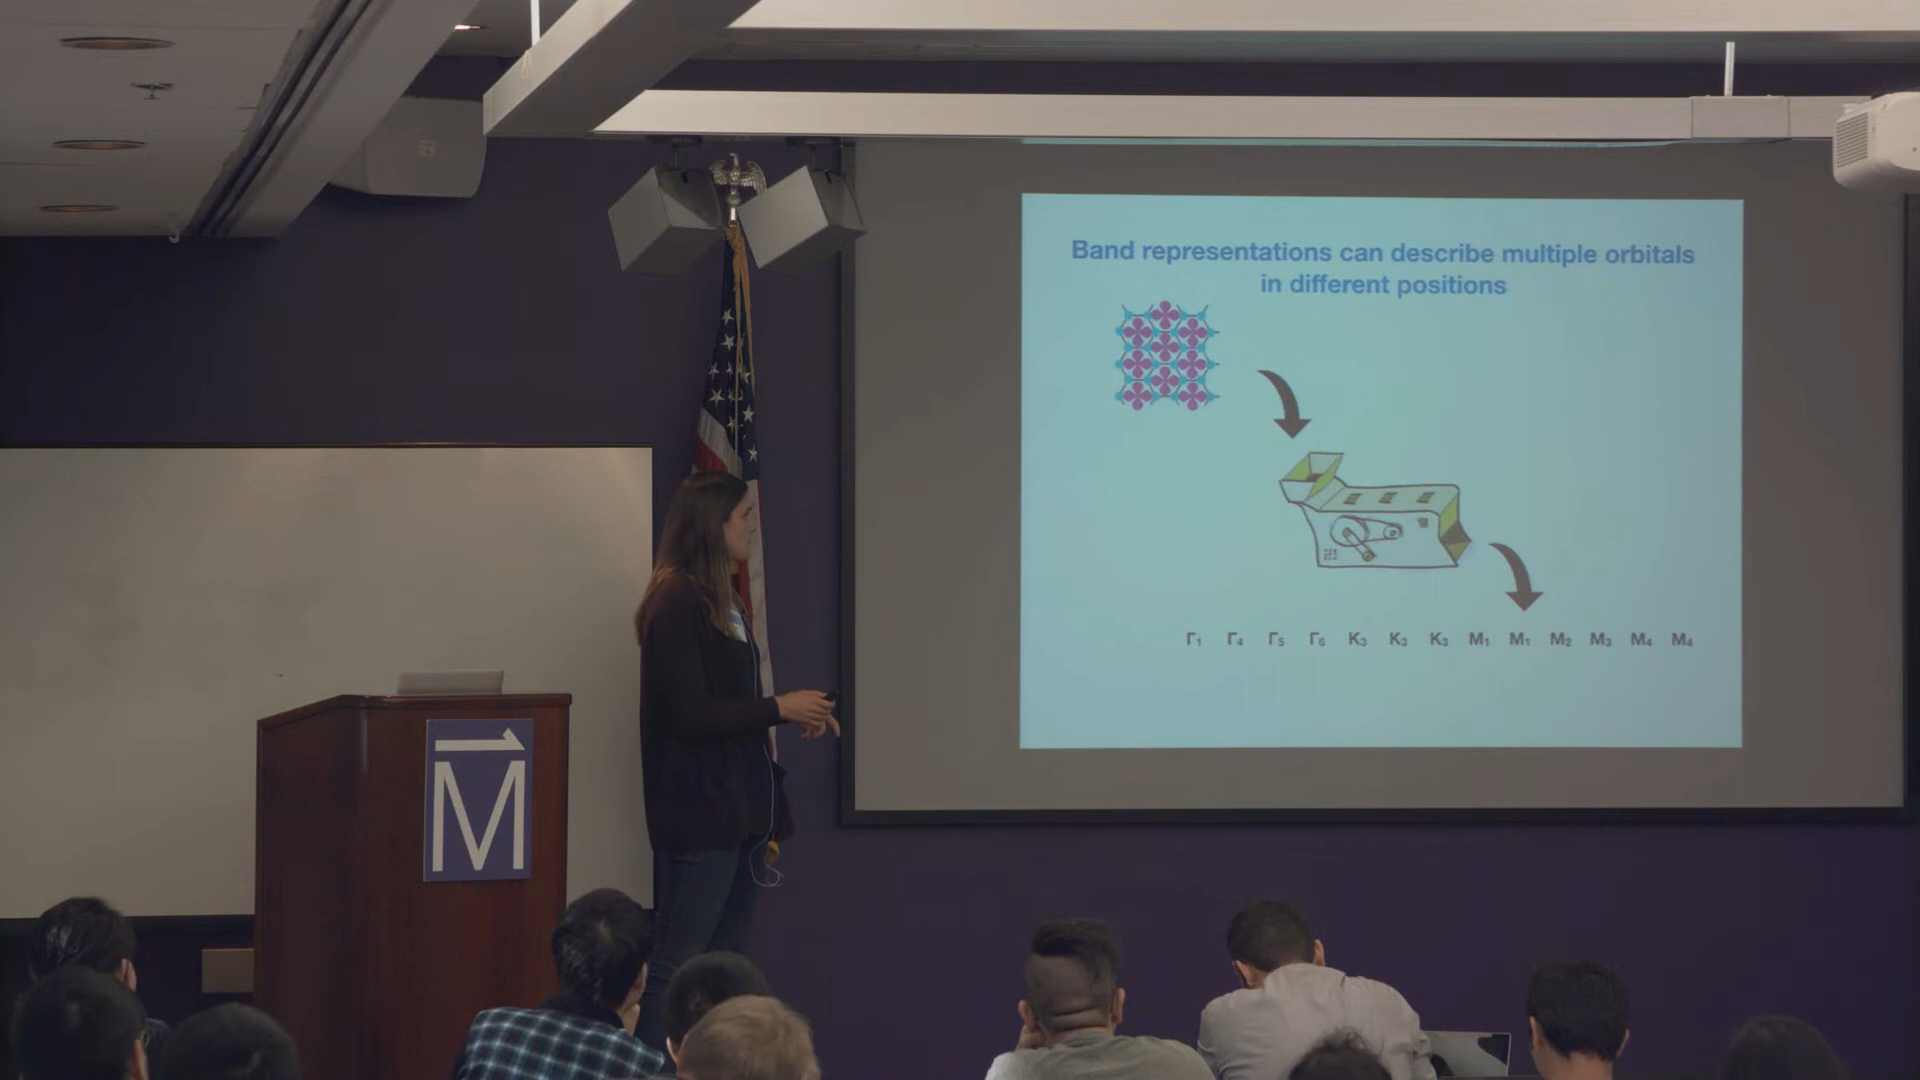 Band representations can describe multiple orbitals
in different positions
Γ₁ Γ₄ Γ₅ Γ₆ K₃ K₃ K₃ M₁ M₁ M₂ M₃ M₄ M₄
M